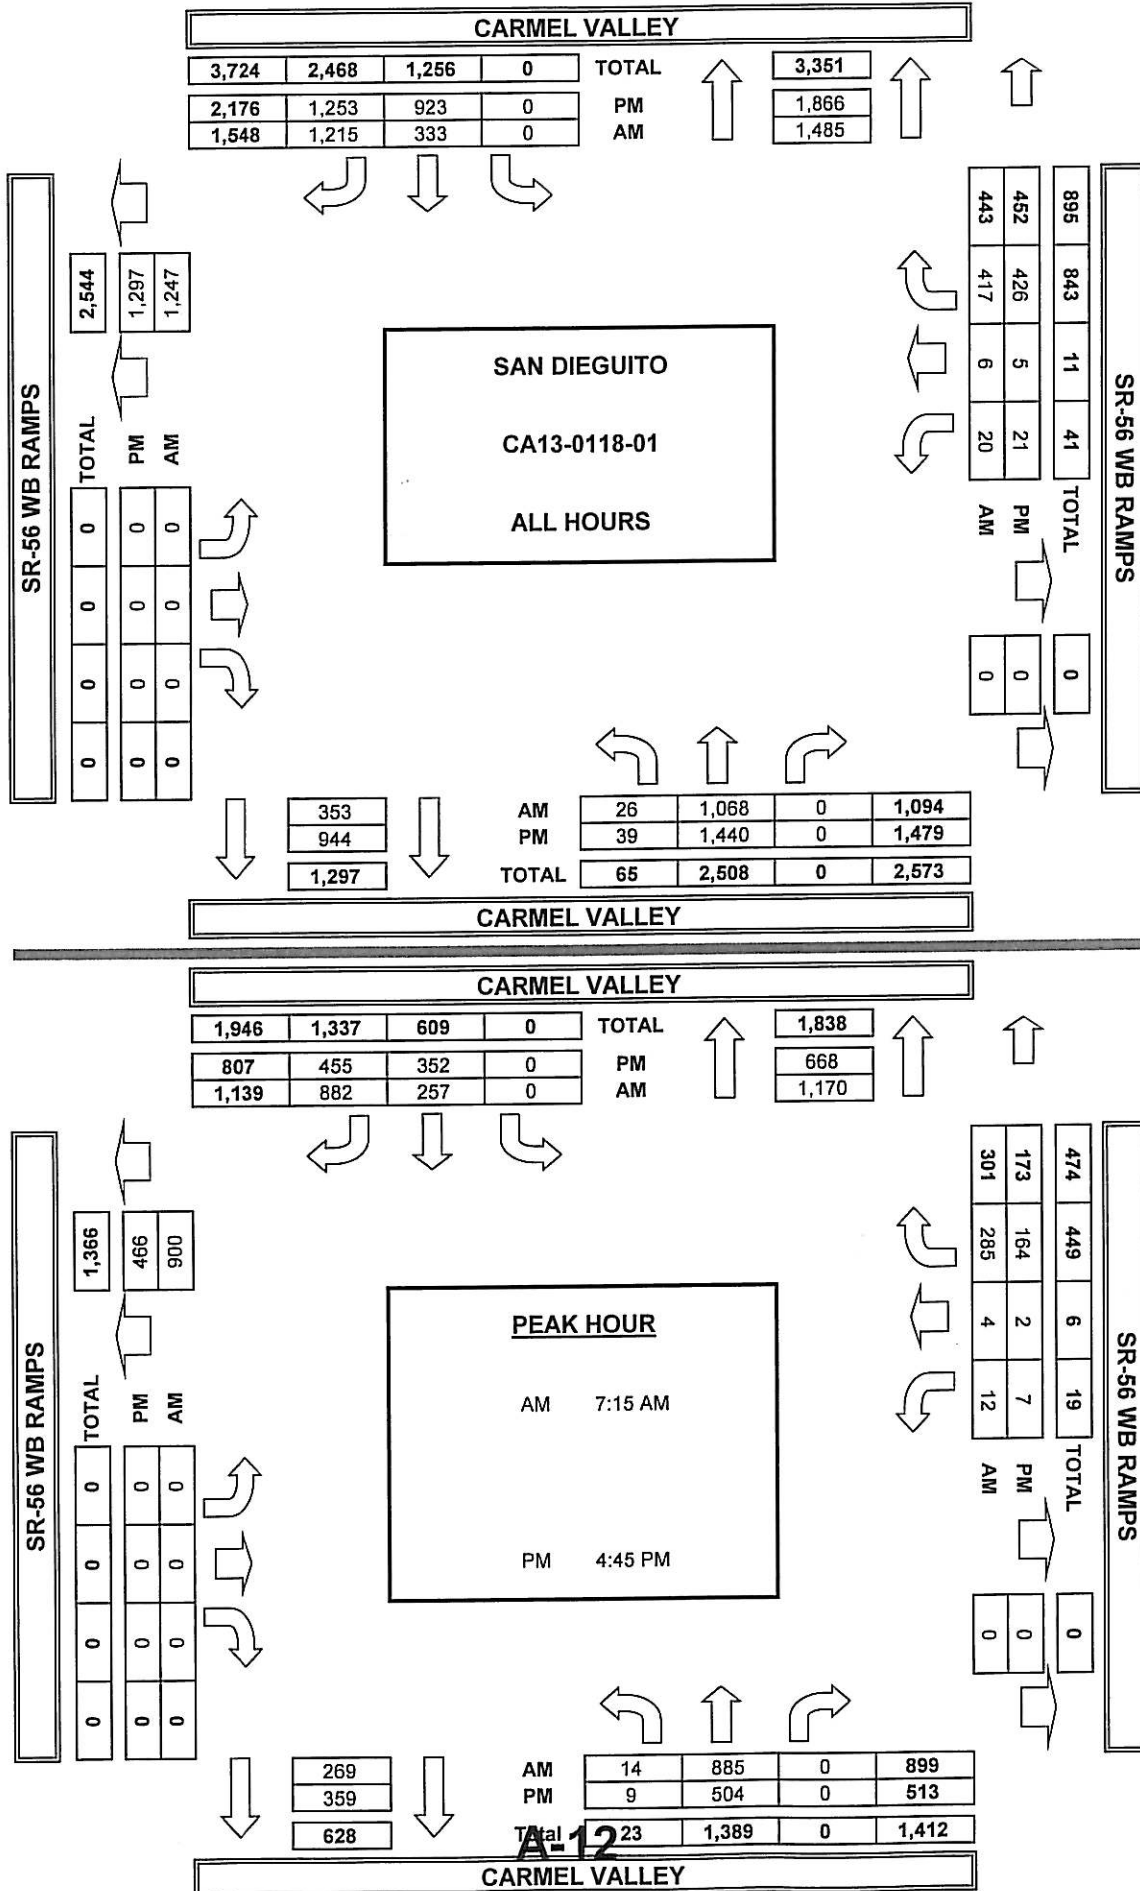 CARMEL VALLEY
3,724 2,468 1,256 0 TOTAL 3,351
2,176 1,253 923 0 PM 1,866
1,548 1,215 333 0 AM 1,485
SR-56 WB RAMPS
2,544
1,297
1,247
TOTAL
PM
AM
0 0 0 0
0 0 0 0
0 0 0 0
SAN DIEGUITO
CA13-0118-01
ALL HOURS
895 843 11 41 TOTAL 0
452 426 5 21 PM 0
443 417 6 20 AM 0
SR-56 WB RAMPS
353 AM 26 1,068 0 1,094
944 PM 39 1,440 0 1,479
1,297 TOTAL 65 2,508 0 2,573
CARMEL VALLEY
CARMEL VALLEY
1,946 1,337 609 0 TOTAL 1,838
807 455 352 0 PM 668
1,139 882 257 0 AM 1,170
SR-56 WB RAMPS
1,366
466
900
TOTAL
PM
AM
0 0 0 0
0 0 0 0
0 0 0 0
PEAK HOUR
AM 7:15 AM
PM 4:45 PM
474 449 6 19 TOTAL 0
173 164 2 7 PM 0
301 285 4 12 AM 0
SR-56 WB RAMPS
269 AM 14 885 0 899
359 PM 9 504 0 513
628 Total 23 1,389 0 1,412
A-12
CARMEL VALLEY